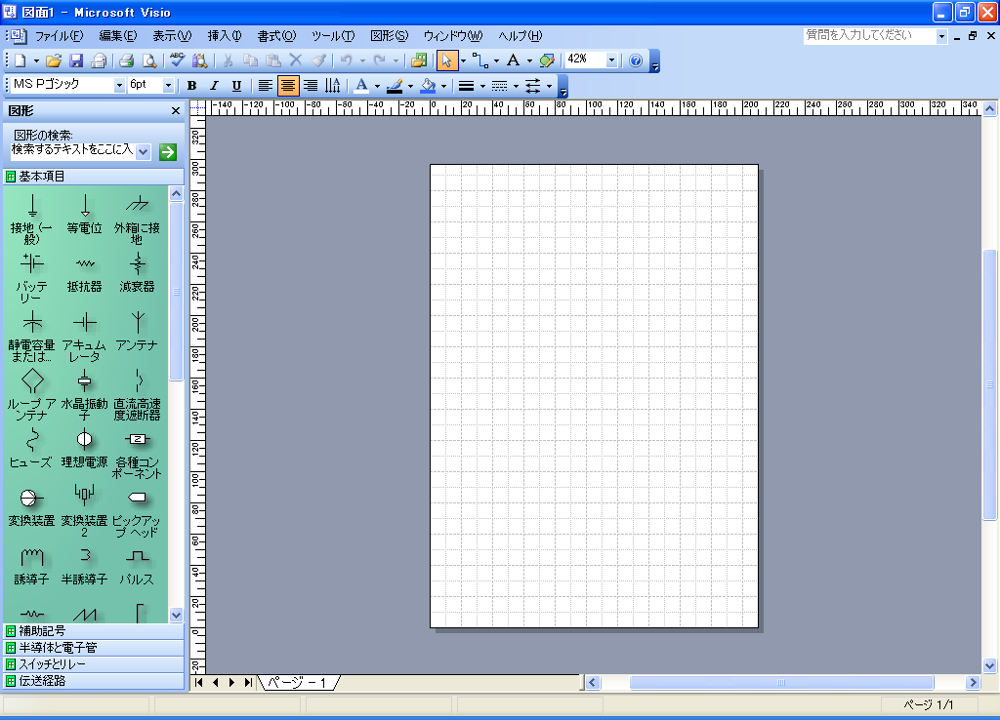 図面1 - Microsoft Visio
ファイル(F) 編集(E) 表示(V) 挿入(I) 書式(O) ツール(T) 図形(S) ウィンドウ(W) ヘルプ(H) 質問を入力してください
ABC A 42%
MS Pゴシック 6pt B I U A
図形
図形の検索:
検索するテキストをここに入
基本項目
接地 (一般) 等電位 外箱に接地
バッテリー 抵抗器 減衰器
静電容量または... アキュムレータ アンテナ
ループ アンテナ 水晶振動子 直流高速度遮断器
ヒューズ 理想電源 各種コンポーネント
変換装置 変換装置2 ピックアップ ヘッド
誘導子 半誘導子 パルス
補助記号
半導体と電子管
スイッチとリレー
伝送経路
-140 -120 -100 -80 -60 -40 -20 0 20 40 60 80 100 120 140 160 180 200 220 240 260 280 300 320 340
320
300
280
260
240
220
200
180
160
140
120
100
80
60
40
20
0
-20
ページ - 1
ページ 1/1